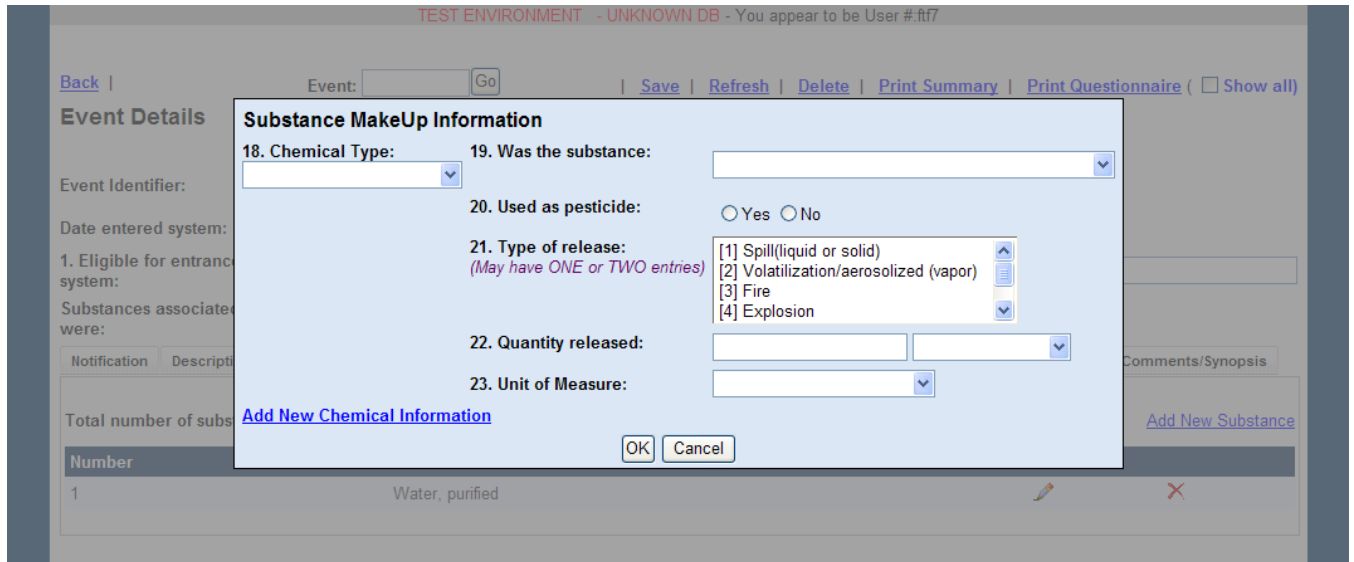 TEST ENVIRONMENT - UNKNOWN DB - You appear to be User #:ftf7
Back |
Event:
Go
| Save | Refresh | Delete | Print Summary | Print Questionnaire ( Show all)
Event Details
Substance MakeUp Information
18. Chemical Type:
19. Was the substance:
Event Identifier:
20. Used as pesticide:
Yes No
Date entered system:
21. Type of release:
(May have ONE or TWO entries)
[1] Spill(liquid or solid)
[2] Volatilization/aerosolized (vapor)
[3] Fire
[4] Explosion
1. Eligible for entrance
system:
Substances associated
were:
22. Quantity released:
Notification
Descripti
Comments/Synopsis
23. Unit of Measure:
Add New Chemical Information
Total number of subs
Add New Substance
OK
Cancel
Number
1
Water, purified